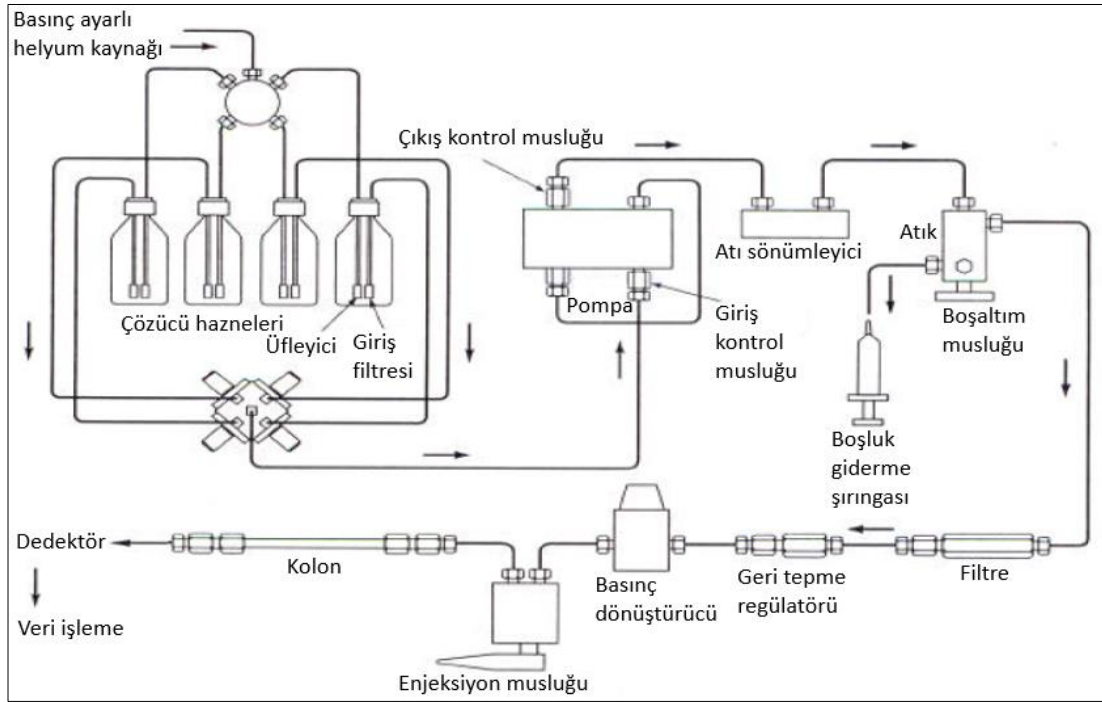 Basınç ayarlı
helyum kaynağı
Çıkış kontrol musluğu
Atı sönümleyici
Atık
Pompa
Giriş
kontrol
musluğu
Boşaltım
musluğu
Çözücü hazneleri
Üfleyici
Giriş
filtresi
Boşluk
giderme
şırıngası
Dedektör
Veri işleme
Kolon
Enjeksiyon musluğu
Basınç
dönüştürücü
Geri tepme
regülatörü
Filtre